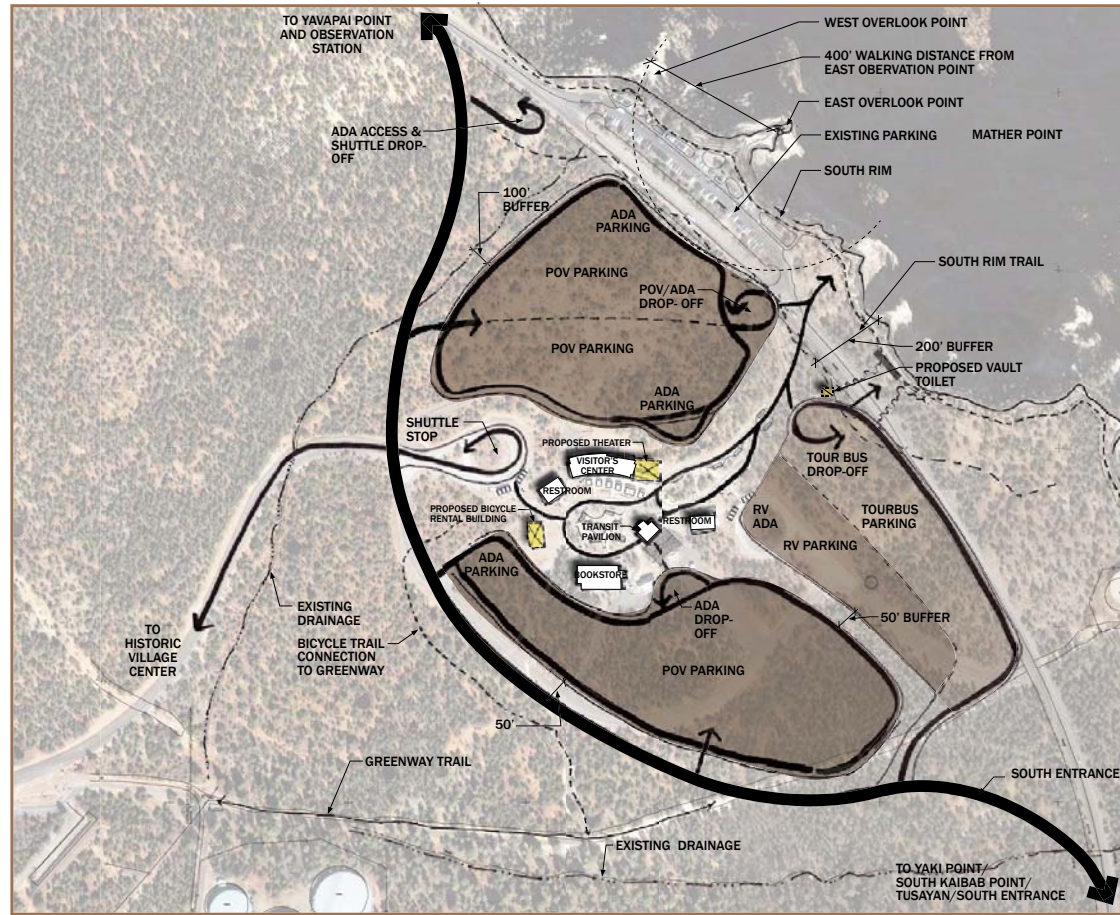 TO YAVAPAI POINT
AND OBSERVATION
STATION
WEST OVERLOOK POINT
400' WALKING DISTANCE FROM
EAST OBERVATION POINT
EAST OVERLOOK POINT
EXISTING PARKING
MATHER POINT
SOUTH RIM
ADA ACCESS &
SHUTTLE DROP-
OFF
100'
BUFFER
ADA
PARKING
POV PARKING
POV/ADA
DROP- OFF
SOUTH RIM TRAIL
POV PARKING
200' BUFFER
PROPOSED VAULT
TOILET
ADA
PARKING
SHUTTLE
STOP
PROPOSED THEATER
VISITOR'S
CENTER
TOUR BUS
DROP-OFF
RESTROOM
PROPOSED BICYCLE
RENTAL BUILDING
TRANSIT
PAVILION
RESTROOM
RV
ADA
TOURBUS
PARKING
RV PARKING
ADA
PARKING
BOOKSTORE
ADA
DROP-
OFF
50' BUFFER
EXISTING
DRAINAGE
TO
HISTORIC
VILLAGE
CENTER
BICYCLE TRAIL
CONNECTION
TO GREENWAY
POV PARKING
50'
GREENWAY TRAIL
SOUTH ENTRANCE
EXISTING DRAINAGE
TO YAKI POINT/
SOUTH KAIBAB POINT/
TUSAYAN/SOUTH ENTRANCE